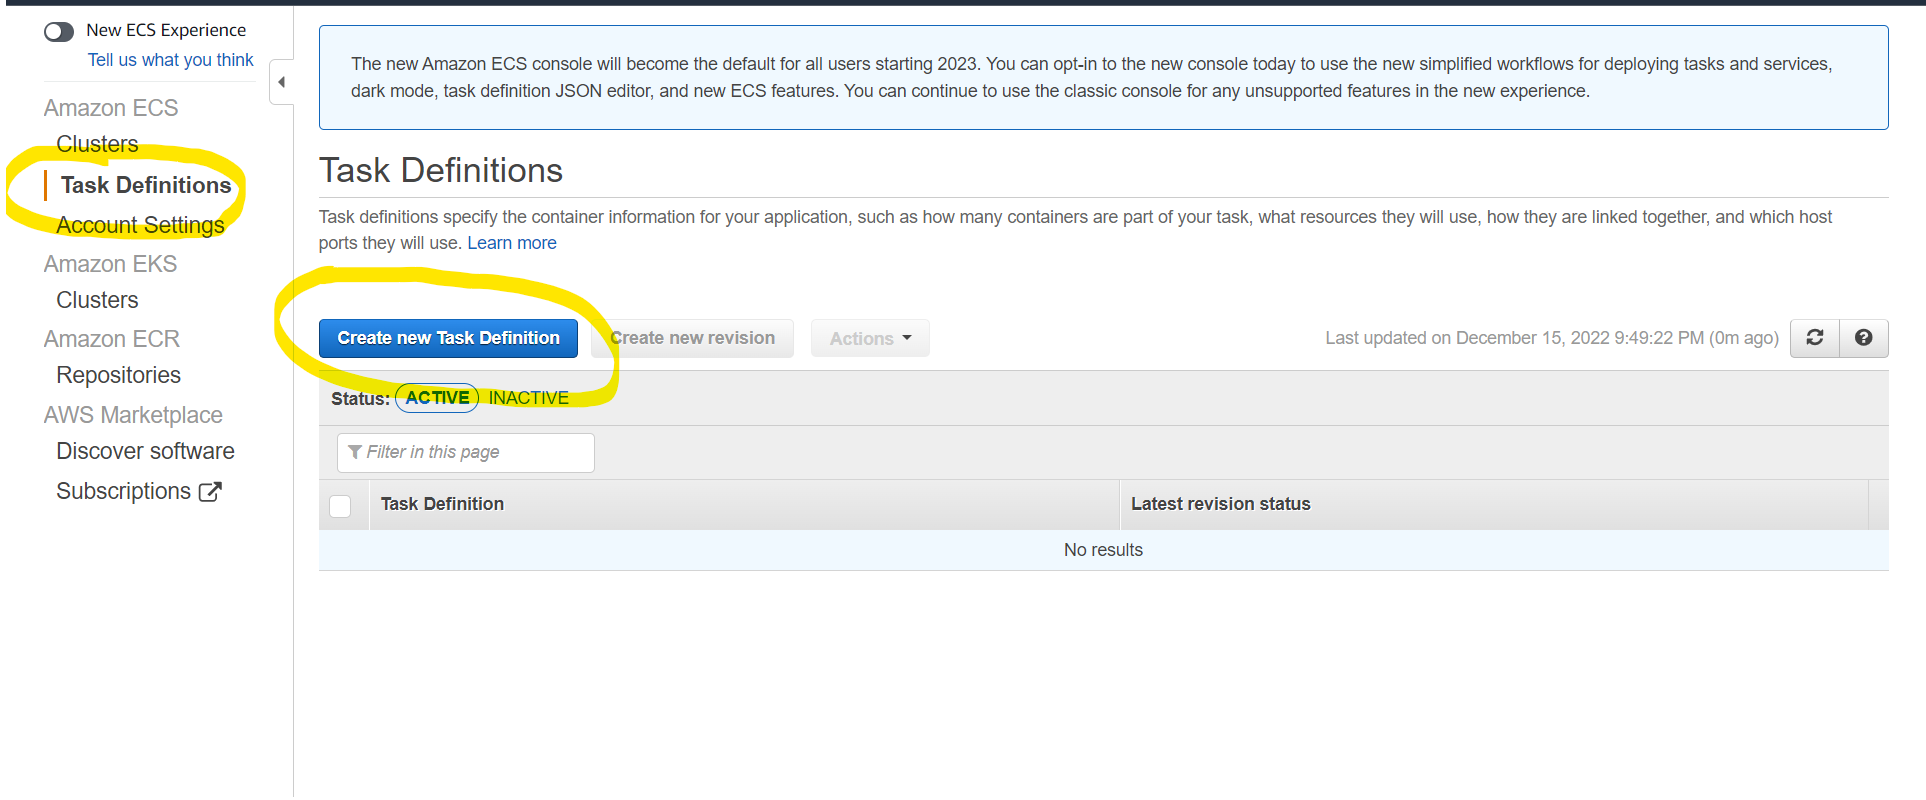 New ECS Experience
Tell us what you think
Amazon ECS
Clusters
Task Definitions
Account Settings
Amazon EKS
Clusters
Amazon ECR
Repositories
AWS Marketplace
Discover software
Subscriptions
The new Amazon ECS console will become the default for all users starting 2023. You can opt-in to the new console today to use the new simplified workflows for deploying tasks and services,
dark mode, task definition JSON editor, and new ECS features. You can continue to use the classic console for any unsupported features in the new experience.
Task Definitions
Task definitions specify the container information for your application, such as how many containers are part of your task, what resources they will use, how they are linked together, and which host
ports they will use. Learn more
Create new Task Definition Create new revision Actions Last updated on December 15, 2022 9:49:22 PM (0m ago) ?
Status: ACTIVE INACTIVE
Filter in this page
Task Definition Latest revision status
No results